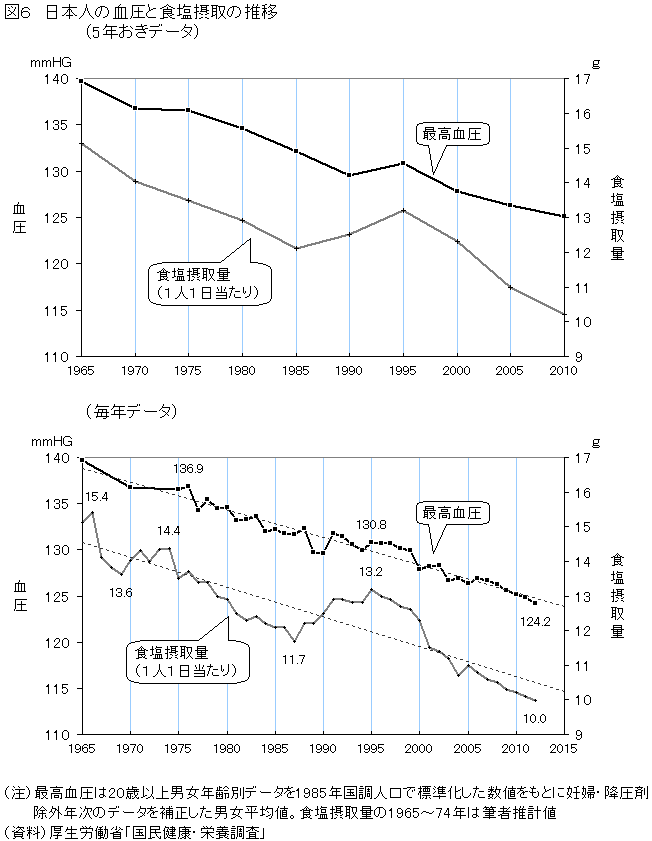 図6 日本人の血圧と食塩摂取の推移
（5年おきデータ）
mmHG
g
140
135
130
125
120
115
110
17
16
15
14
13
12
11
10
9
血圧
食塩摂取量
最高血圧
食塩摂取量
（1人1日当たり）
1965 1970 1975 1980 1985 1990 1995 2000 2005 2010
（毎年データ）
mmHG
g
140
135
130
125
120
115
110
17
16
15
14
13
12
11
10
9
血圧
食塩摂取量
136.9
15.4
14.4
13.6
130.8
13.2
11.7
124.2
10.0
最高血圧
食塩摂取量
（1人1日当たり）
1965 1970 1975 1980 1985 1990 1995 2000 2005 2010 2015
（注）最高血圧は20歳以上男女年齢別データを1985年国調人口で標準化した数値をもとに妊婦・降圧剤
除外年次のデータを補正した男女平均値。食塩摂取量の1965～74年は筆者推計値
（資料）厚生労働省「国民健康・栄養調査」